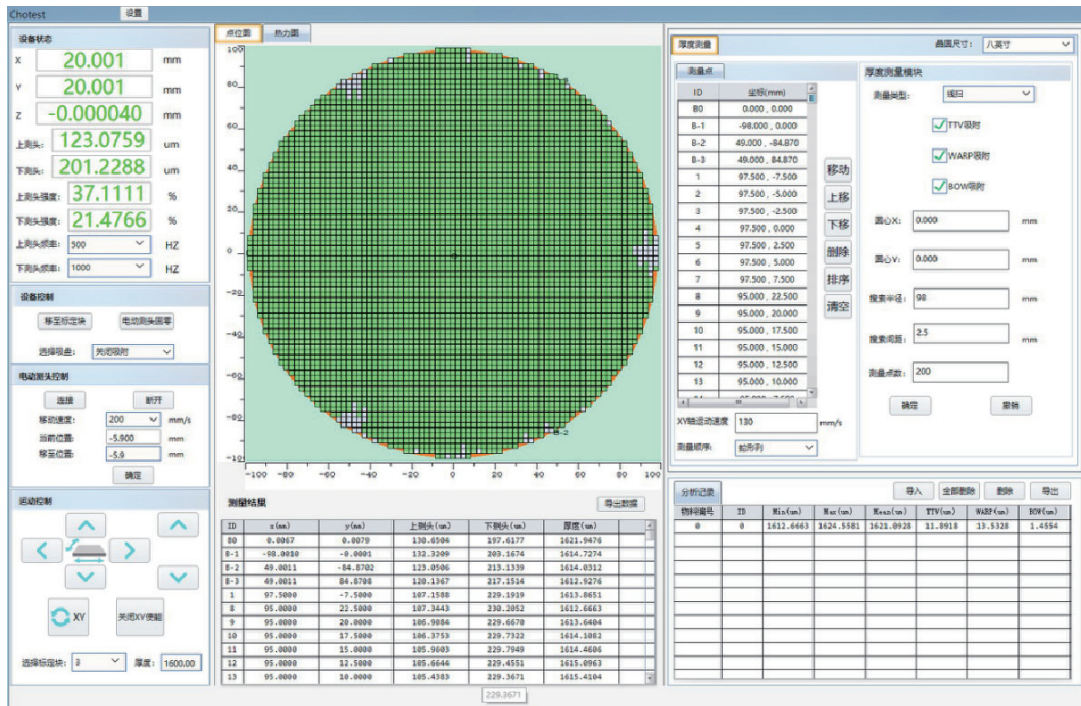 Chotest 设置
设备状态
X 20.001 mm
Y 20.001 mm
Z -0.000040 mm
上测头: 123.0759 um
下测头: 201.2288 um
上测头强度: 37.1111 %
下测头强度: 21.4766 %
上测头频率: 500 HZ
下测头频率: 1000 HZ
设备控制
移至标定块 电动测头回零
选择吸盘: 关闭吸附
电动测头控制
连接 断开
移动速度: 200 mm/s
当前位置: -5.900 mm
移至位置: -5.9 mm
确定
运动控制
XY 关闭XY使能
选择标定块: 3 厚度: 1600.00
点位图 热力图
100
80
60
20
0
-20
-40
-60
-80
-10
B-2
-100 -80 -60 -40 -20 0 20 40 60 80 100
测量结果 导出数据
ID x(mm) y(mm) 上测头(um) 下测头(um) 厚度(um)
B0 0.0067 0.0079 130.6504 197.6177 1621.9476
B-1 -98.0010 -0.0001 132.3209 203.1674 1614.7274
B-2 49.0011 -84.8702 123.0506 213.1339 1614.0312
B-3 49.0011 84.8708 120.1367 217.1514 1612.9276
1 97.5000 -7.5000 107.1588 229.1919 1613.8651
8 95.0000 22.5000 107.3443 230.2052 1612.6663
9 95.0000 20.0000 106.9084 229.6670 1613.6404
10 95.0000 17.5000 106.3753 229.7322 1614.1082
11 95.0000 15.0000 105.9603 229.7949 1614.4606
12 95.0000 12.5000 105.6646 229.4551 1615.0963
13 95.0000 10.0000 105.4383 229.3671 1615.4104
229.3671
厚度测量 晶圆尺寸: 八英寸
测量点
ID 坐标(mm)
B0 0.000 , 0.000
B-1 -98.000 , 0.000
B-2 49.000 , -84.870
B-3 49.000 , 84.870
1 97.500 , -7.500
2 97.500 , -5.000
3 97.500 , -2.500
4 97.500 , 0.000
5 97.500 , 2.500
6 97.500 , 5.000
7 97.500 , 7.500
8 95.000 , 22.500
9 95.000 , 20.000
10 95.000 , 17.500
11 95.000 , 15.000
12 95.000 , 12.500
13 95.000 , 10.000
移动
上移
下移
删除
排序
清空
XY轴运动速度 130 mm/s
测量顺序: 蛇形列
厚度测量模块
测量类型: 线扫
TTV吸附
WARP吸附
BOW吸附
圆心X: 0.000 mm
圆心Y: 0.000 mm
搜索半径: 98 mm
搜索间距: 2.5 mm
测量点数: 200
确定 撤销
分析记录 导入 全部删除 删除 导出
物料编号 ID Min(um) Max(um) Mean(um) TTV(um) WARP(um) BOW(um)
0 0 1612.6663 1624.5581 1621.0928 11.8918 13.5328 1.4554